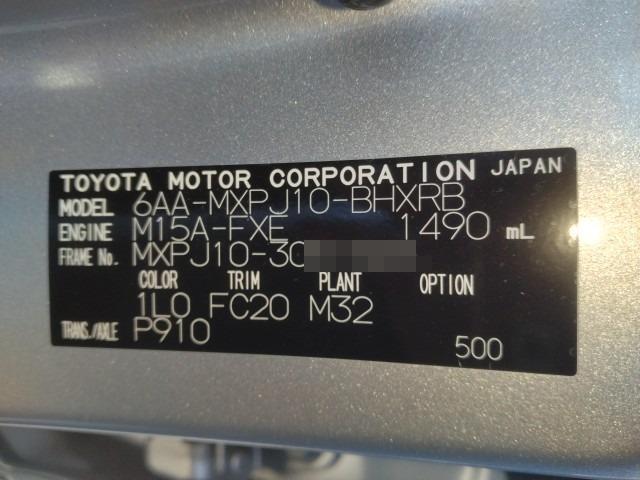 TOYOTA MOTOR CORPORATION JAPAN
MODEL 6AA-MXPJ10-BHXRB
ENGINE M15A-FXE 1490 mL
FRAME No. MXPJ10-30
COLOR TRIM PLANT OPTION
1L0 FC20 M32
TRANS./AXLE P910
500